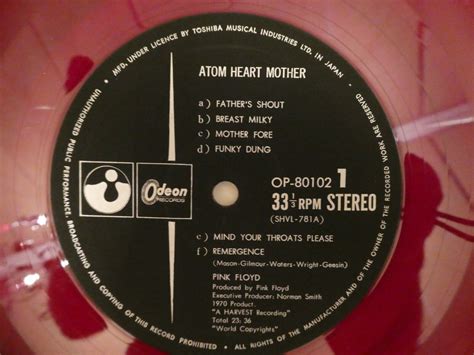 MFD. UNDER LICENCE BY TOSHIBA MUSICAL INDUSTRIES LTD. IN JAPAN
ALL RIGHTS OF THE MANUFACTURER AND OF THE OWNER OF THE RECORDED WORK ARE RESERVED
UNAUTHORIZED PUBLIC PERFORMANCE, BROADCASTING AND COPYING OF THIS RECORD PROHIBITED
ATOM HEART MOTHER
a) FATHER'S SHOUT
b) BREAST MILKY
c) MOTHER FORE
d) FUNKY DUNG
Odeon
RECORDS
OP-80102 1
33 1/3 RPM STEREO
(SHVL-781A)
e) MIND YOUR THROATS PLEASE
f) REMERGENCE
(Mason-Gilmour-Waters-Wright-Geesin)
PINK FLOYD
Produced by Pink Floyd
Executive Producer: Norman Smith
1970 Product
"A HARVEST Recording"
Total 23:36
"World Copyrights"